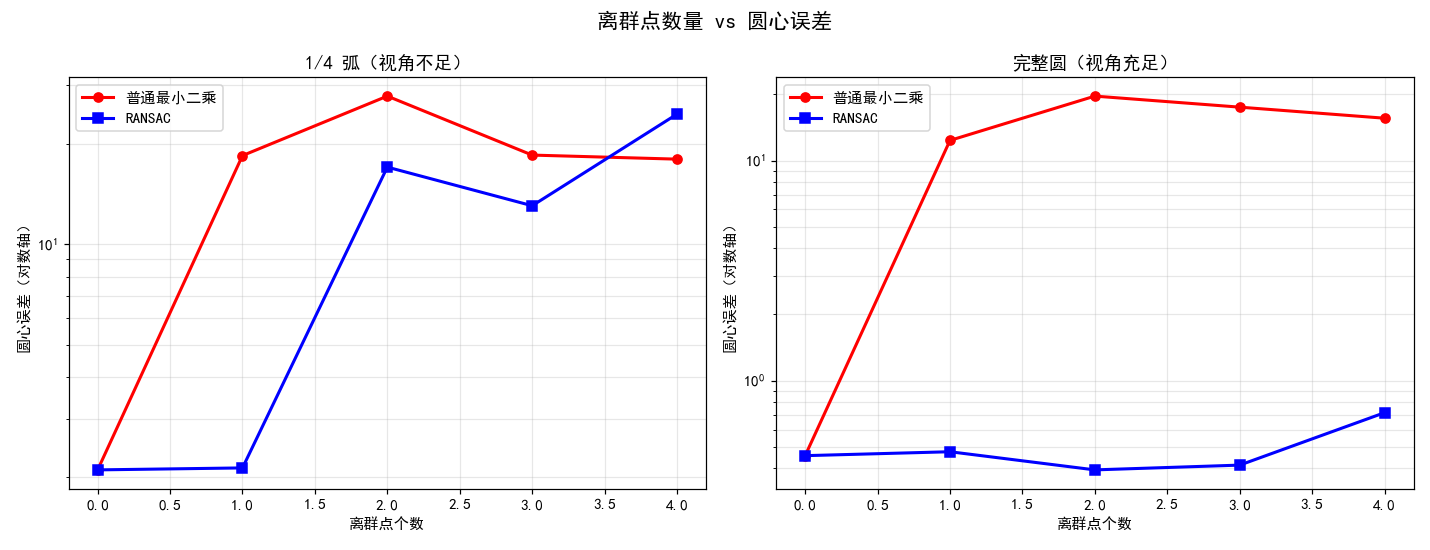 离群点数量 vs 圆心误差
1/4 弧（视角不足）
普通最小二乘
RANSAC
圆心误差（对数轴）
10¹
0.0 0.5 1.0 1.5 2.0 2.5 3.0 3.5 4.0
离群点个数
完整圆（视角充足）
普通最小二乘
RANSAC
圆心误差（对数轴）
10¹
10⁰
0.0 0.5 1.0 1.5 2.0 2.5 3.0 3.5 4.0
离群点个数